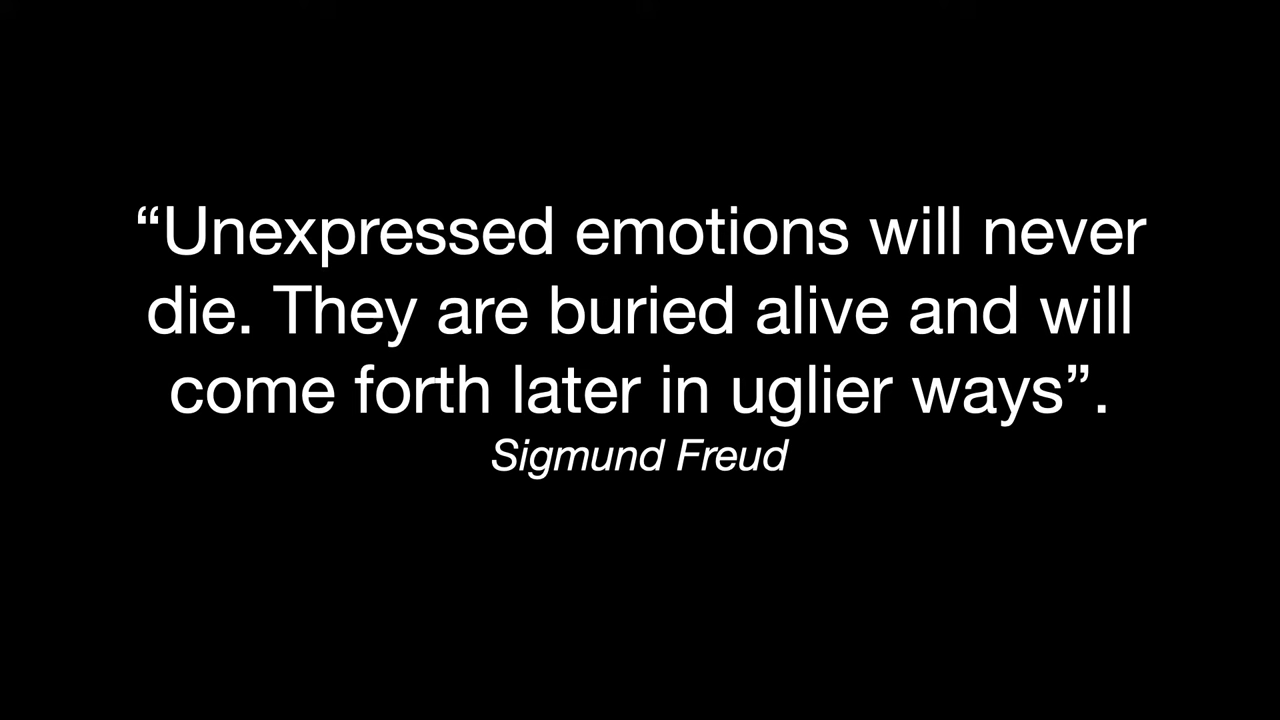 “Unexpressed emotions will never
die. They are buried alive and will
come forth later in uglier ways”.
Sigmund Freud